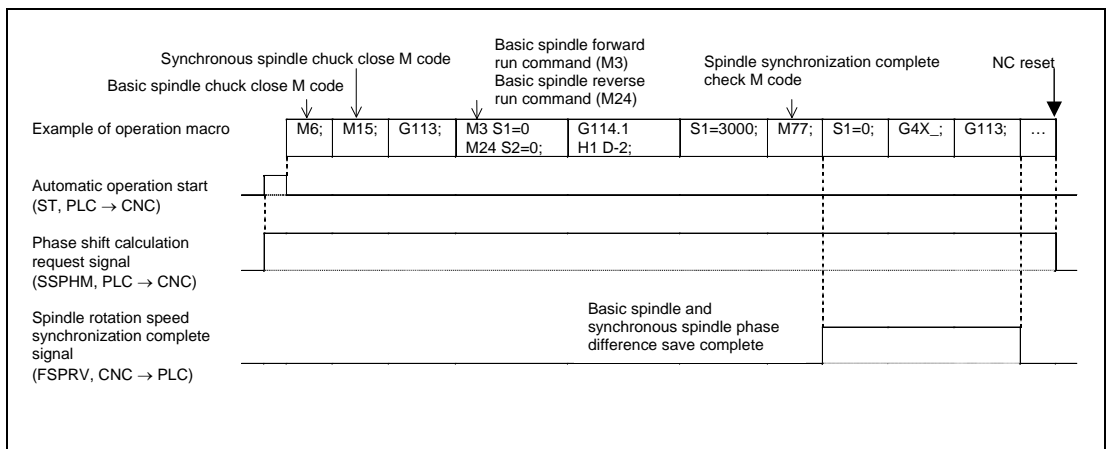 Synchronous spindle chuck close M code
Basic spindle chuck close M code
Basic spindle forward
run command (M3)
Basic spindle reverse
run command (M24)
Spindle synchronization complete
check M code
NC reset
Example of operation macro
M6;
M15;
G113;
M3 S1=0
M24 S2=0;
G114.1
H1 D-2;
S1=3000;
M77;
S1=0;
G4X_;
G113;
…
Automatic operation start
(ST, PLC → CNC)
Phase shift calculation
request signal
(SSPHM, PLC → CNC)
Spindle rotation speed
synchronization complete
signal
(FSPRV, CNC → PLC)
Basic spindle and
synchronous spindle phase
difference save complete